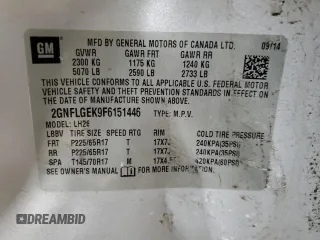 GM
MFD BY GENERAL MOTORS OF CANADA LTD.
09/14
GVWR GAWR FRT GAWR RR
2300 KG 1175 KG 1240 KG
5070 LB 2590 LB 2733 LB
THIS VEHICLE CONFORMS TO ALL APPLICABLE U.S. FEDERAL
MOTOR VEHICLE SAFETY, BUMPER, AND THEFT PREVENTION
STANDARDS IN EFFECT ON THE DATE OF MANUFACTURE
SHOWN ABOVE.
2GNFLGEK9F6151446 TYPE: M.P.V.
MODEL: LH26
TIRE SIZE SPEED RTG RIM COLD TIRE PRESSURE
FRT P225/65R17 T 17X7 240KPA(35PSI)
RR P225/65R17 T 17X7 240KPA(35PSI)
SPA T145/70R17 M 17X4 420KPA(60PSI)
SEE OWNER'S MANUAL
DREAMBID